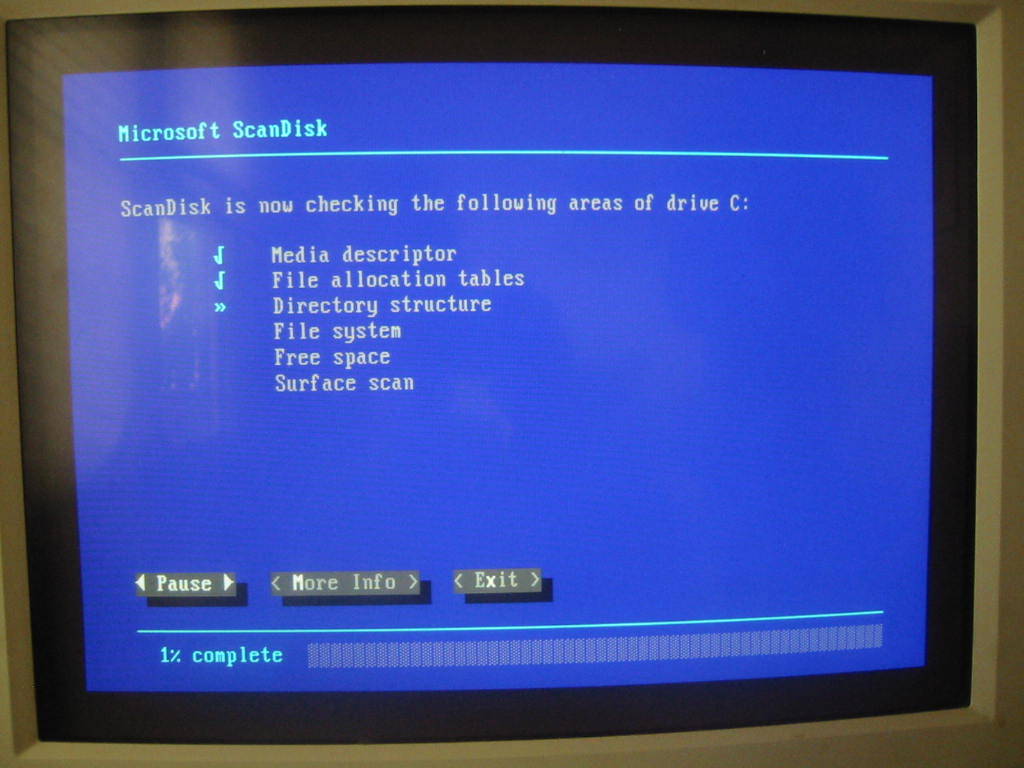 Microsoft ScanDisk
ScanDisk is now checking the following areas of drive C:
√ Media descriptor
√ File allocation tables
» Directory structure
File system
Free space
Surface scan
◄ Pause ► < More Info > < Exit >
1% complete